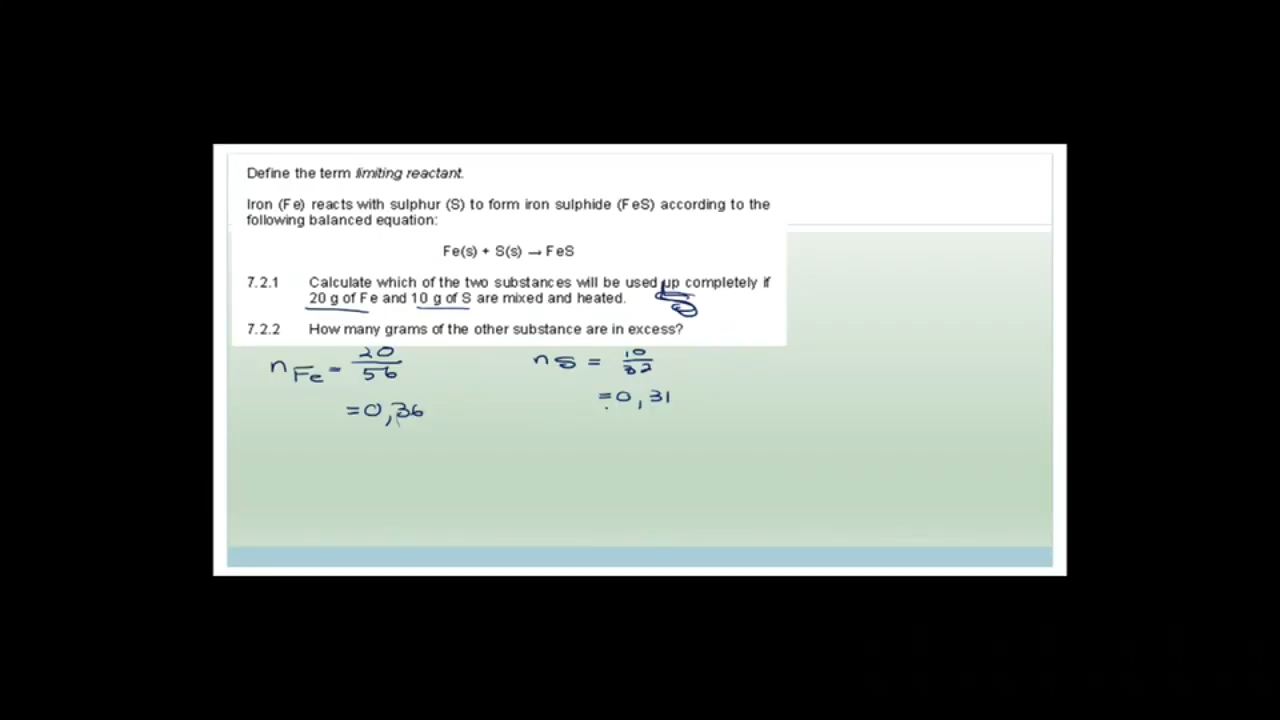 Define the term limiting reactant.
Iron (Fe) reacts with sulphur (S) to form iron sulphide (FeS) according to the
following balanced equation:
Fe(s) + S(s) → FeS
7.2.1 Calculate which of the two substances will be used up completely if
20 g of Fe and 10 g of S are mixed and heated.
7.2.2 How many grams of the other substance are in excess?
n Fe = 20/56 n S = 10/32
= 0,36 = 0,31